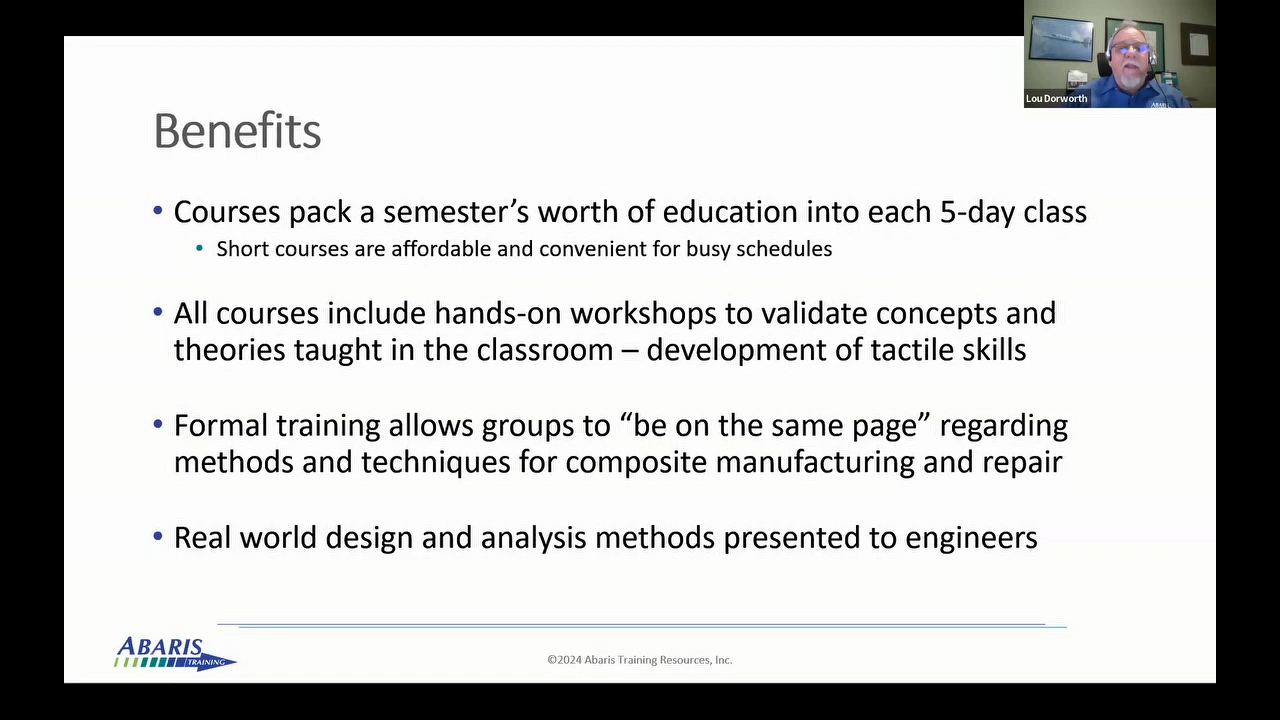 Lou Dorworth
ABARIS
Benefits
• Courses pack a semester’s worth of education into each 5-day class
• Short courses are affordable and convenient for busy schedules
• All courses include hands-on workshops to validate concepts and
theories taught in the classroom – development of tactile skills
• Formal training allows groups to “be on the same page” regarding
methods and techniques for composite manufacturing and repair
• Real world design and analysis methods presented to engineers
ABARIS
TRAINING
©2024 Abaris Training Resources, Inc.